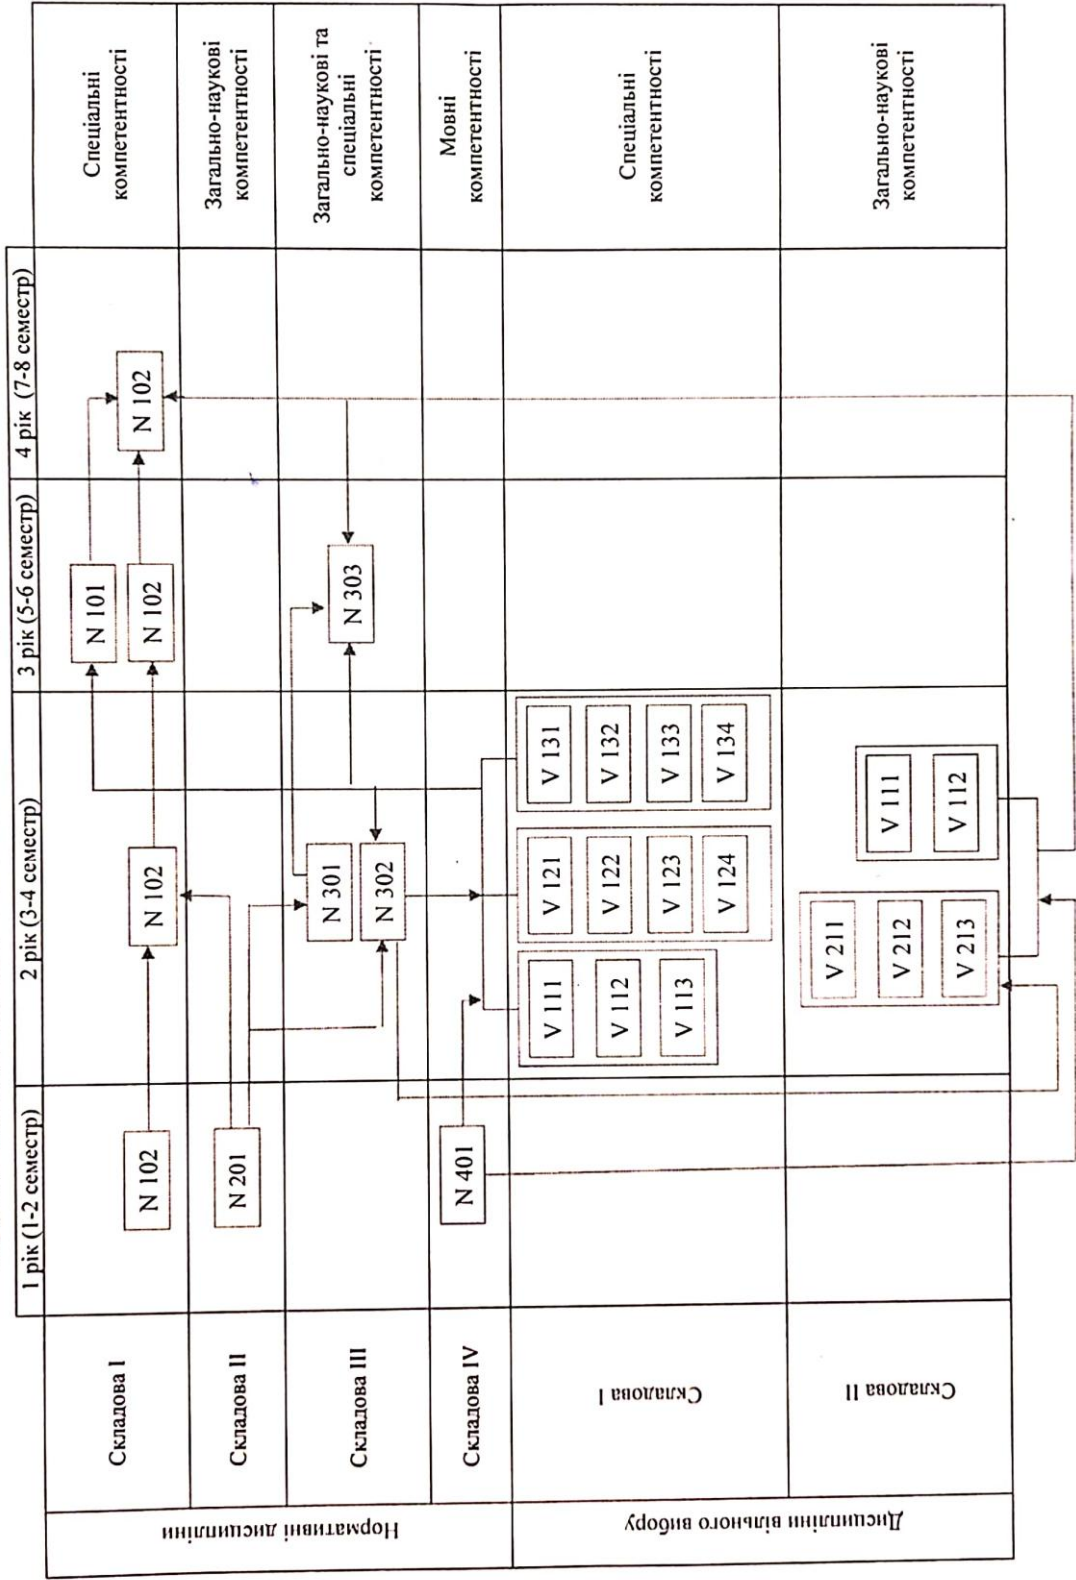 1 рік (1-2 семестр)
2 рік (3-4 семестр)
3 рік (5-6 семестр)
4 рік (7-8 семестр)
Нормативні дисципліни
Складова I
N 102
N 102
N 101
N 102
N 102
Спеціальні
компетентності
Складова II
N 201
Загально-наукові
компетентності
Складова III
N 301
N 302
N 303
Загально-наукові та
спеціальні
компетентності
Складова IV
N 401
Мовні
компетентності
Дисципліни вільного вибору
Складова I
V 111
V 112
V 113
V 121
V 122
V 123
V 124
V 131
V 132
V 133
V 134
Спеціальні
компетентності
Складова II
V 211
V 212
V 213
V 111
V 112
Загально-наукові
компетентності